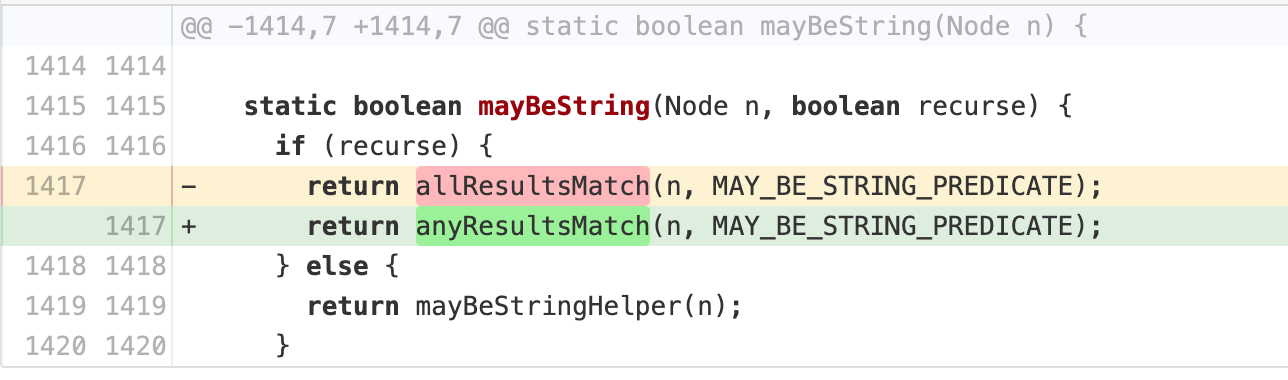 @@ -1414,7 +1414,7 @@ static boolean mayBeString(Node n) {
1414 1414
1415 1415 static boolean mayBeString(Node n, boolean recurse) {
1416 1416 if (recurse) {
1417 - return allResultsMatch(n, MAY_BE_STRING_PREDICATE);
1417 + return anyResultsMatch(n, MAY_BE_STRING_PREDICATE);
1418 1418 } else {
1419 1419 return mayBeStringHelper(n);
1420 1420 }